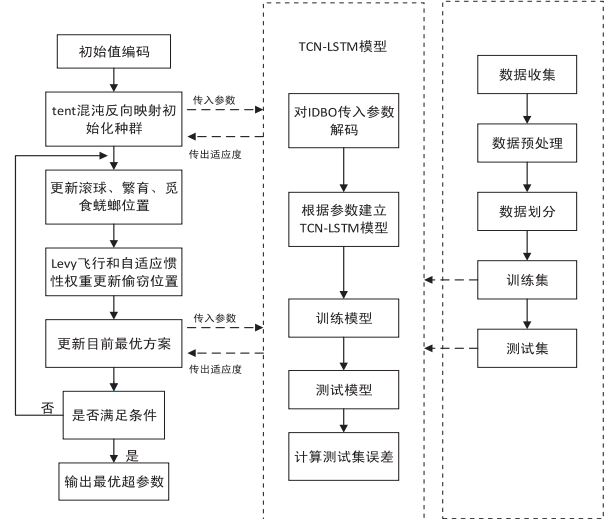 初始值编码
tent混沌反向映射初
始化种群
更新滚球、繁育、觅
食蜣螂位置
Levy飞行和自适应惯
性权重更新偷窃位置
更新目前最优方案
否
是否满足条件
是
输出最优超参数
传入参数
传出适应度
传入参数
传出适应度
TCN-LSTM模型
对IDBO传入参数
解码
根据参数建立
TCN-LSTM模型
训练模型
测试模型
计算测试集误差
数据收集
数据预处理
数据划分
训练集
测试集